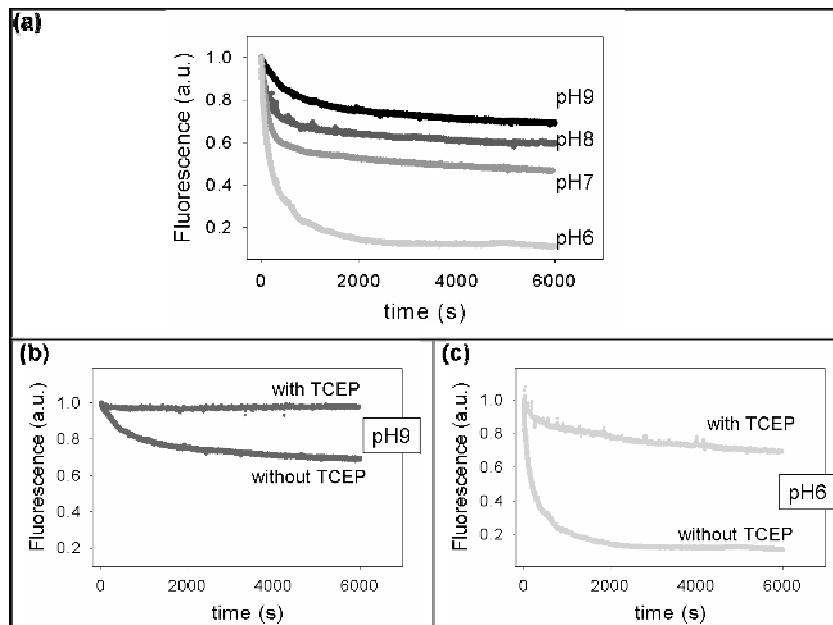 (a)
Fluorescence (a.u.)
1.0
0.8
0.6
0.4
0.2
pH9
pH8
pH7
pH6
0 2000 4000 6000
time (s)
(b)
Fluorescence (a.u.)
1.0
0.8
0.6
0.4
0.2
with TCEP
pH9
without TCEP
0 2000 4000 6000
time (s)
(c)
Fluorescence (a.u.)
1.0
0.8
0.6
0.4
0.2
with TCEP
pH6
without TCEP
0 2000 4000 6000
time (s)